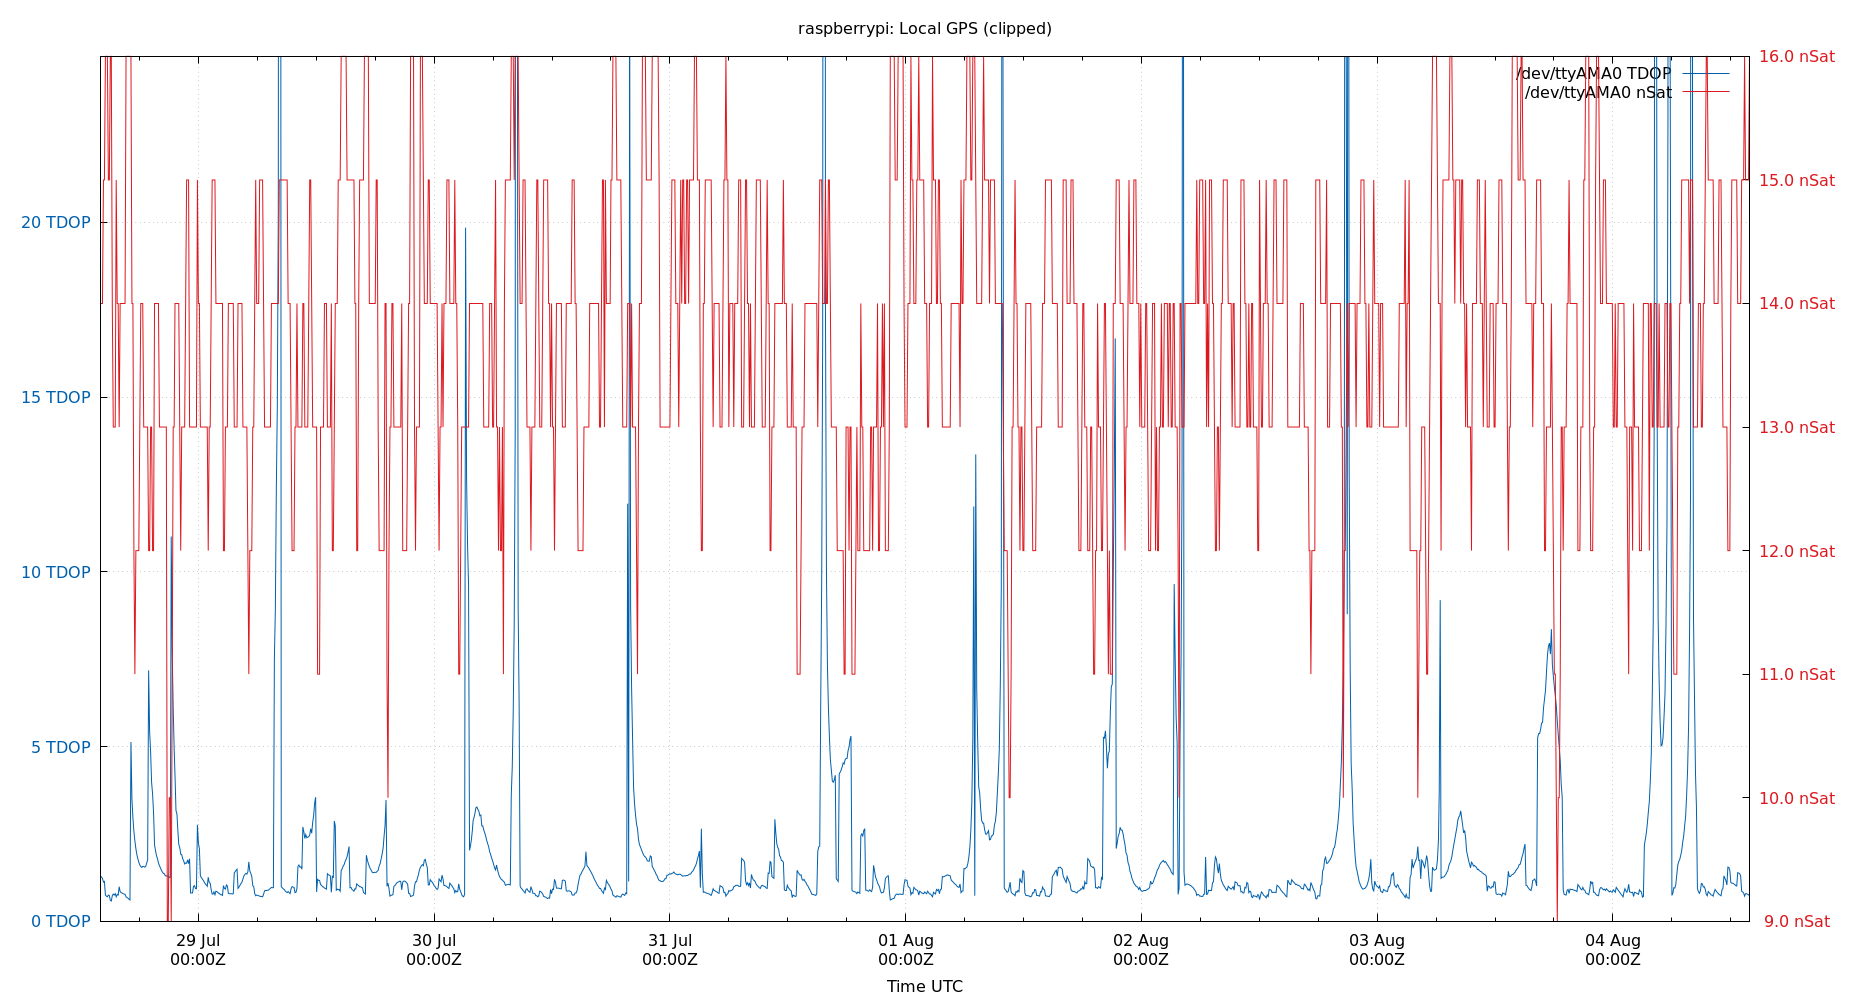 raspberrypi: Local GPS (clipped)
/dev/ttyAMA0 TDOP
/dev/ttyAMA0 nSat
20 TDOP
15 TDOP
10 TDOP
5 TDOP
0 TDOP
16.0 nSat
15.0 nSat
14.0 nSat
13.0 nSat
12.0 nSat
11.0 nSat
10.0 nSat
9.0 nSat
29 Jul
00:00Z
30 Jul
00:00Z
31 Jul
00:00Z
01 Aug
00:00Z
02 Aug
00:00Z
03 Aug
00:00Z
04 Aug
00:00Z
Time UTC